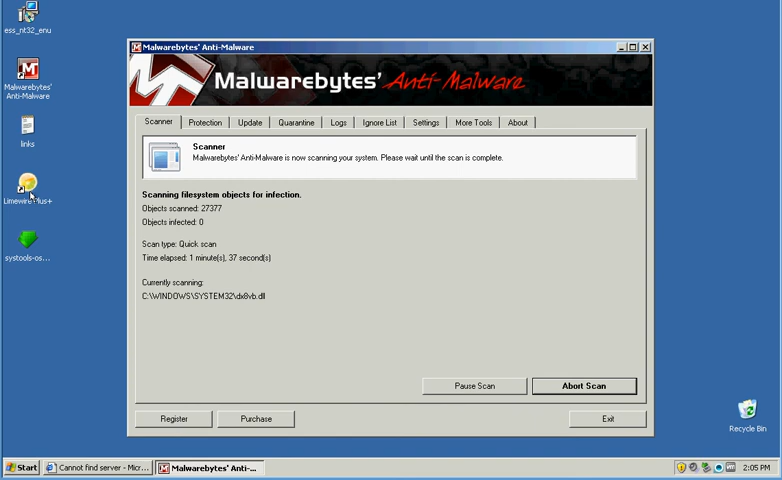 ess_nt32_enu
Malwarebytes'
Anti-Malware
links
Limewire Plus+
systools-os...
Malwarebytes' Anti-Malware
Malwarebytes' Anti-Malware
Scanner
Protection
Update
Quarantine
Logs
Ignore List
Settings
More Tools
About
Scanner
Malwarebytes' Anti-Malware is now scanning your system. Please wait until the scan is complete.
Scanning filesystem objects for infection.
Objects scanned: 27377
Objects infected: 0
Scan type: Quick scan
Time elapsed: 1 minute(s), 37 second(s)
Currently scanning:
C:\WINDOWS\SYSTEM32\dx8vb.dll
Pause Scan
Abort Scan
Register
Purchase
Exit
Recycle Bin
Start
Cannot find server - Micr...
Malwarebytes' Anti-...
2:05 PM